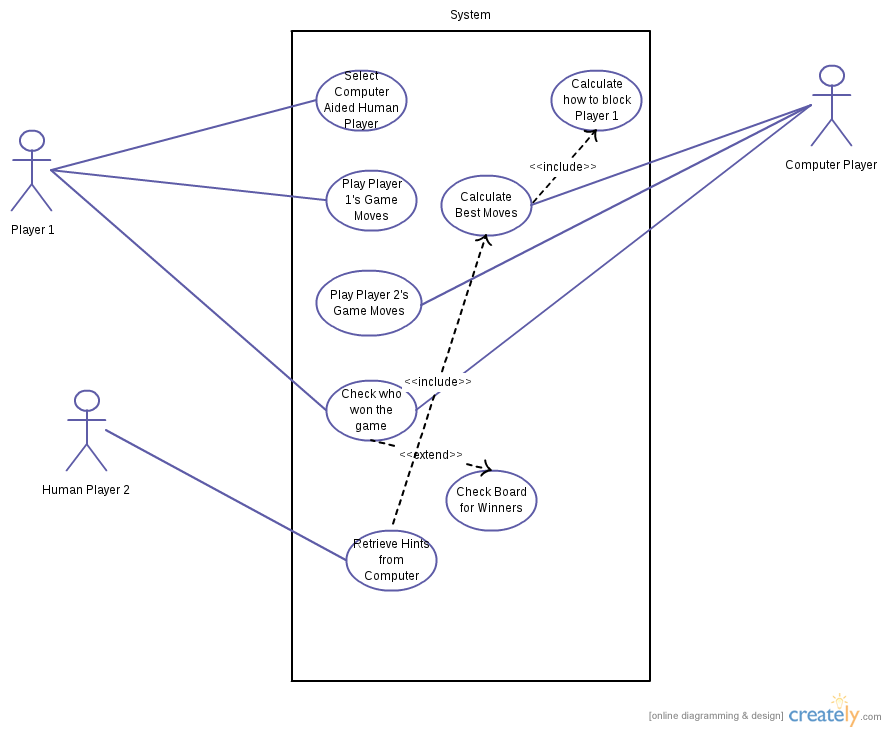 System
Select
Computer
Aided Human
Player
Calculate
how to block
Player 1
<<include>>
Computer Player
Player 1
Play Player
1's Game
Moves
Calculate
Best Moves
Play Player 2's
Game Moves
<<include>>
Check who
won the
game
<<extend>>
Human Player 2
Check Board
for Winners
Retrieve Hints
from
Computer
[online diagramming & design] creately.com